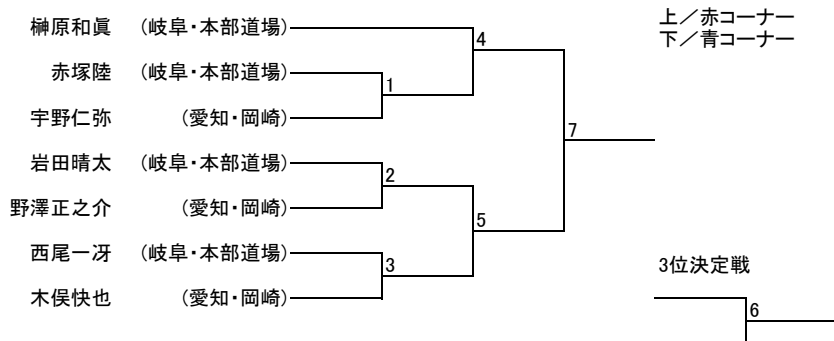 榊原和眞 (岐阜・本部道場)
4
上／赤コーナー
下／青コーナー
赤塚陸 (岐阜・本部道場)
1
宇野仁弥 (愛知・岡崎)
7
岩田晴太 (岐阜・本部道場)
2
野澤正之介 (愛知・岡崎)
5
西尾一冴 (岐阜・本部道場)
3
3位決定戦
木俣快也 (愛知・岡崎)
6